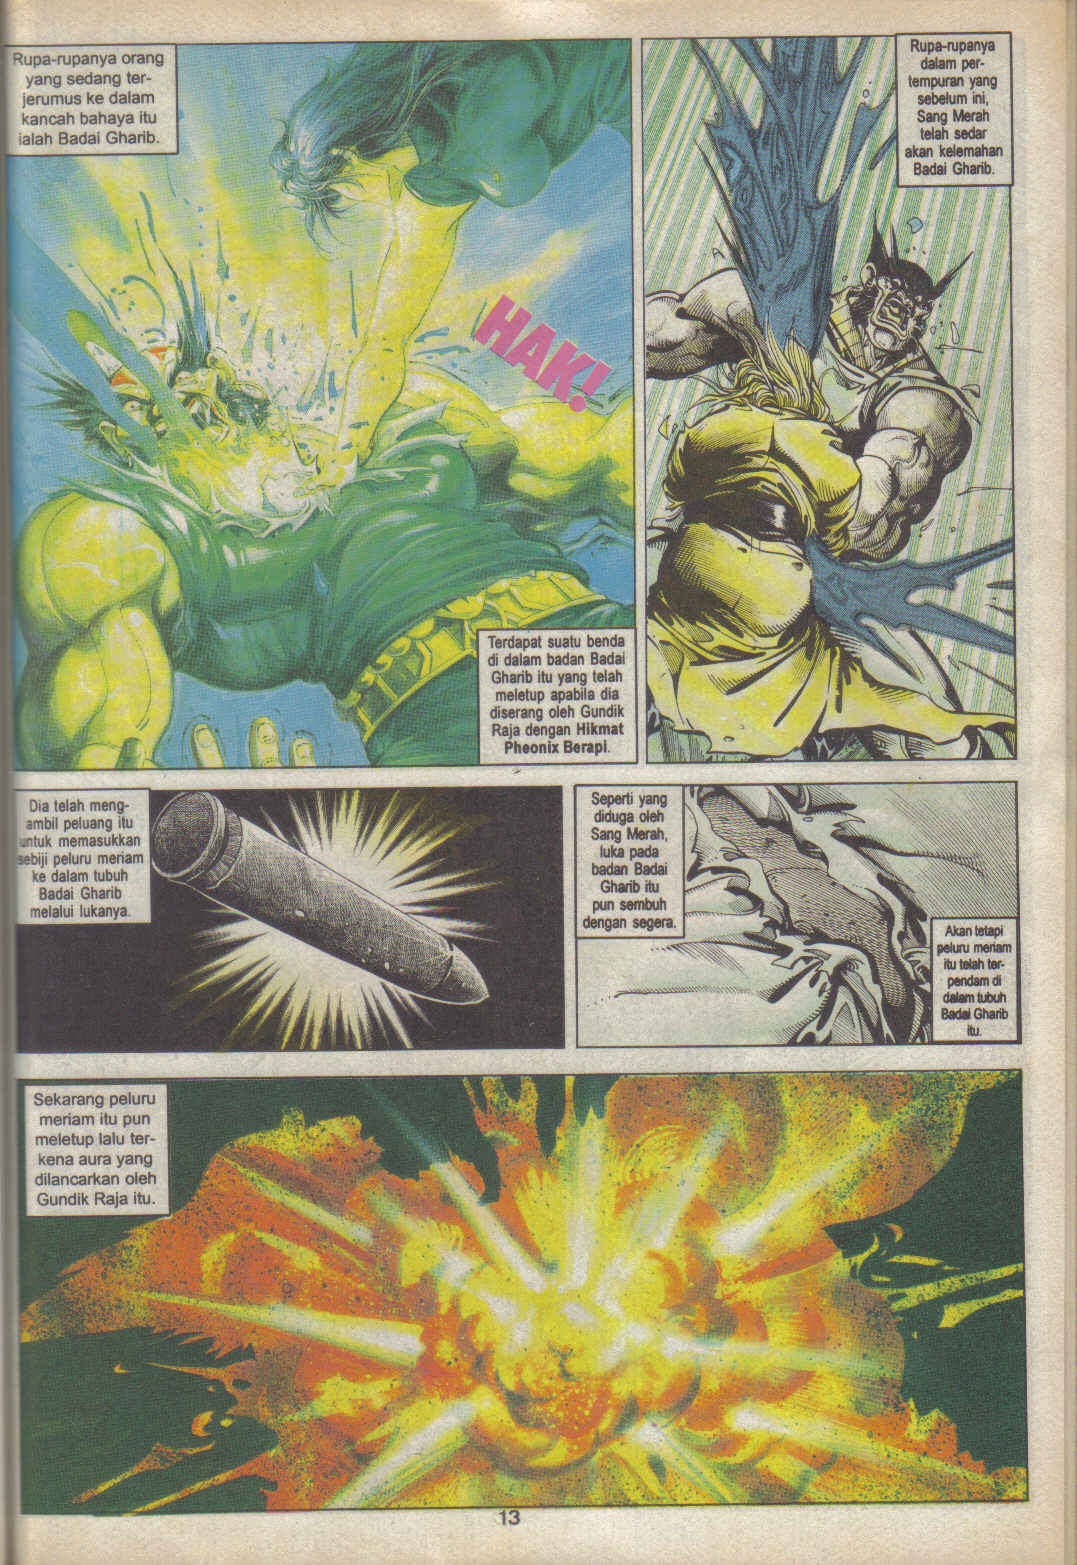 Rupa-rupanya orang
yang sedang ter-
jerumus ke dalam
kancah bahaya itu
ialah Badai Gharib.
HAK!
Terdapat suatu benda
di dalam badan Badai
Gharib itu yang telah
meletup apabila dia
diserang oleh Gundik
Raja dengan Hikmat
Pheonix Berapi.
Rupa-rupanya
dalam per-
tempuran yang
sebelum ini,
Sang Merah
telah sedar
akan kelemahan
Badai Gharib.
Dia telah meng-
ambil peluang itu
untuk memasukkan
sebiji peluru meriam
ke dalam tubuh
Badai Gharib
melalui lukanya.
Seperti yang
diduga oleh
Sang Merah,
luka pada
badan Badai
Gharib itu
pun sembuh
dengan segera.
Akan tetapi
peluru meriam
itu telah ter-
pendam di
dalam tubuh
Badai Gharib
itu.
Sekarang peluru
meriam itu pun
meletup lalu ter-
kena aura yang
dilancarkan oleh
Gundik Raja itu.
13